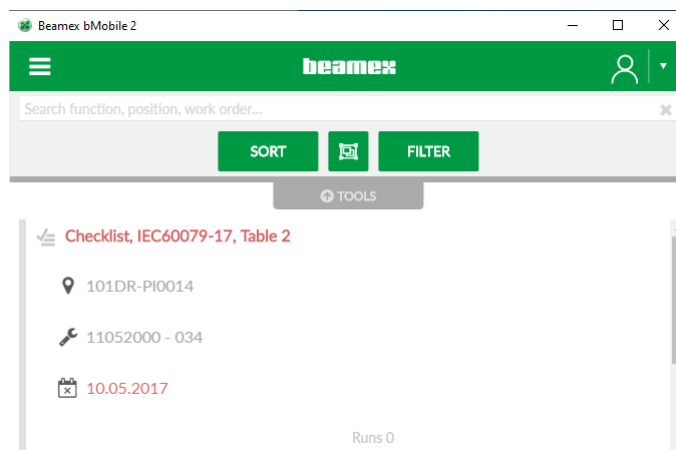 Beamex bMobile 2
beamex
Search function, position, work order...
SORT FILTER
TOOLS
Checklist, IEC60079-17, Table 2
101DR-PI0014
11052000 - 034
10.05.2017
Runs 0